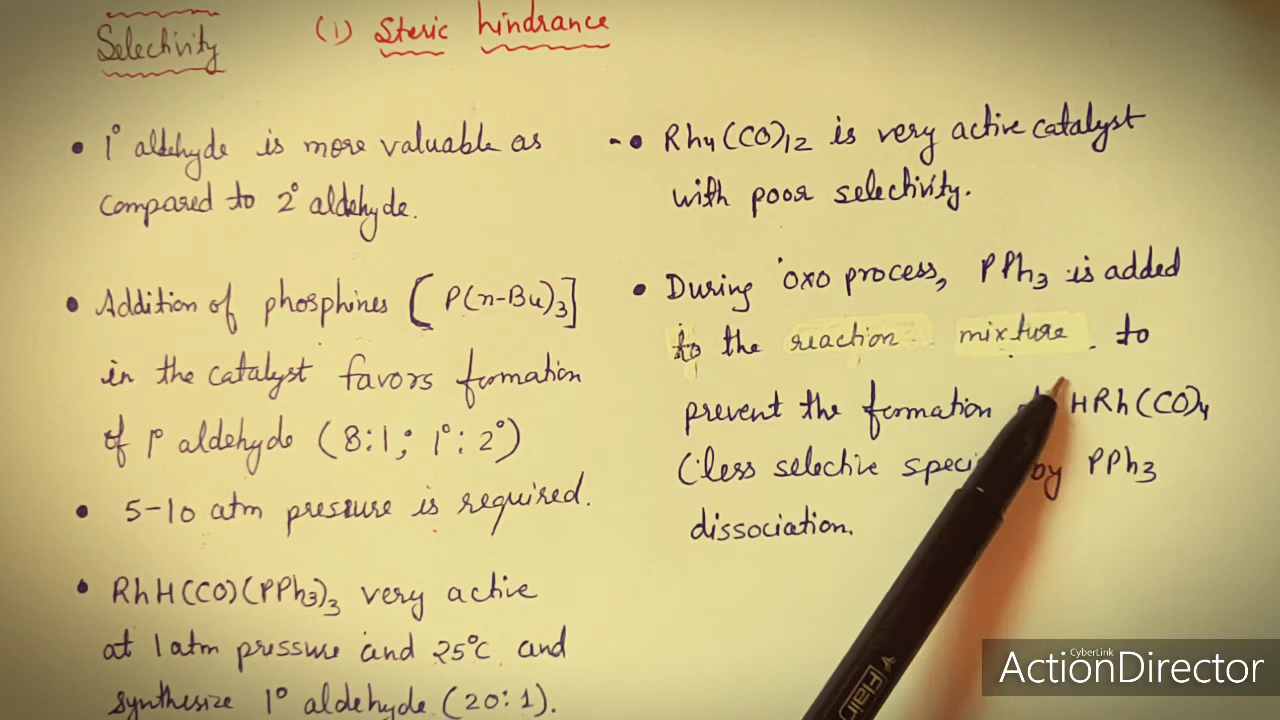 Selectivity (1) Steric hindrance
• 1° aldehyde is more valuable as
compared to 2° aldehyde.
• Addition of phosphines [P(n-Bu)3]
in the catalyst favors formation
of 1° aldehyde (8:1; 1°:2°)
• 5-10 atm pressure is required.
• RhH(CO)(PPh3)3 very active
at 1 atm pressure and 25°C and
synthesize 1° aldehyde (20:1).
• Rh4(CO)12 is very active catalyst
with poor selectivity.
• During oxo process, PPh3 is added
to the reaction mixture to
prevent the formation HRh(CO)4
(less selective by PPh3
dissociation.
Flair
CyberLink
ActionDirector